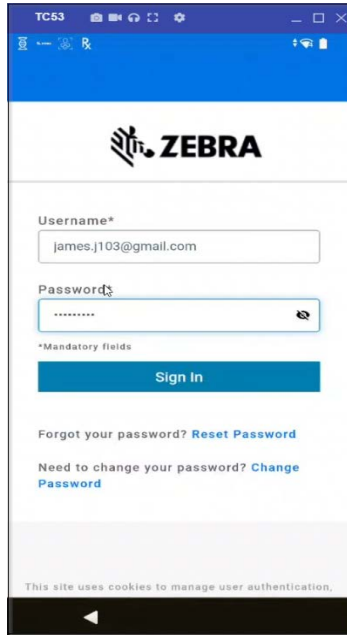 TC53
ZEBRA
Username*
james.j103@gmail.com
Password*
•••••••••
*Mandatory fields
Sign In
Forgot your password? Reset Password
Need to change your password? Change
Password
This site uses cookies to manage user authentication,